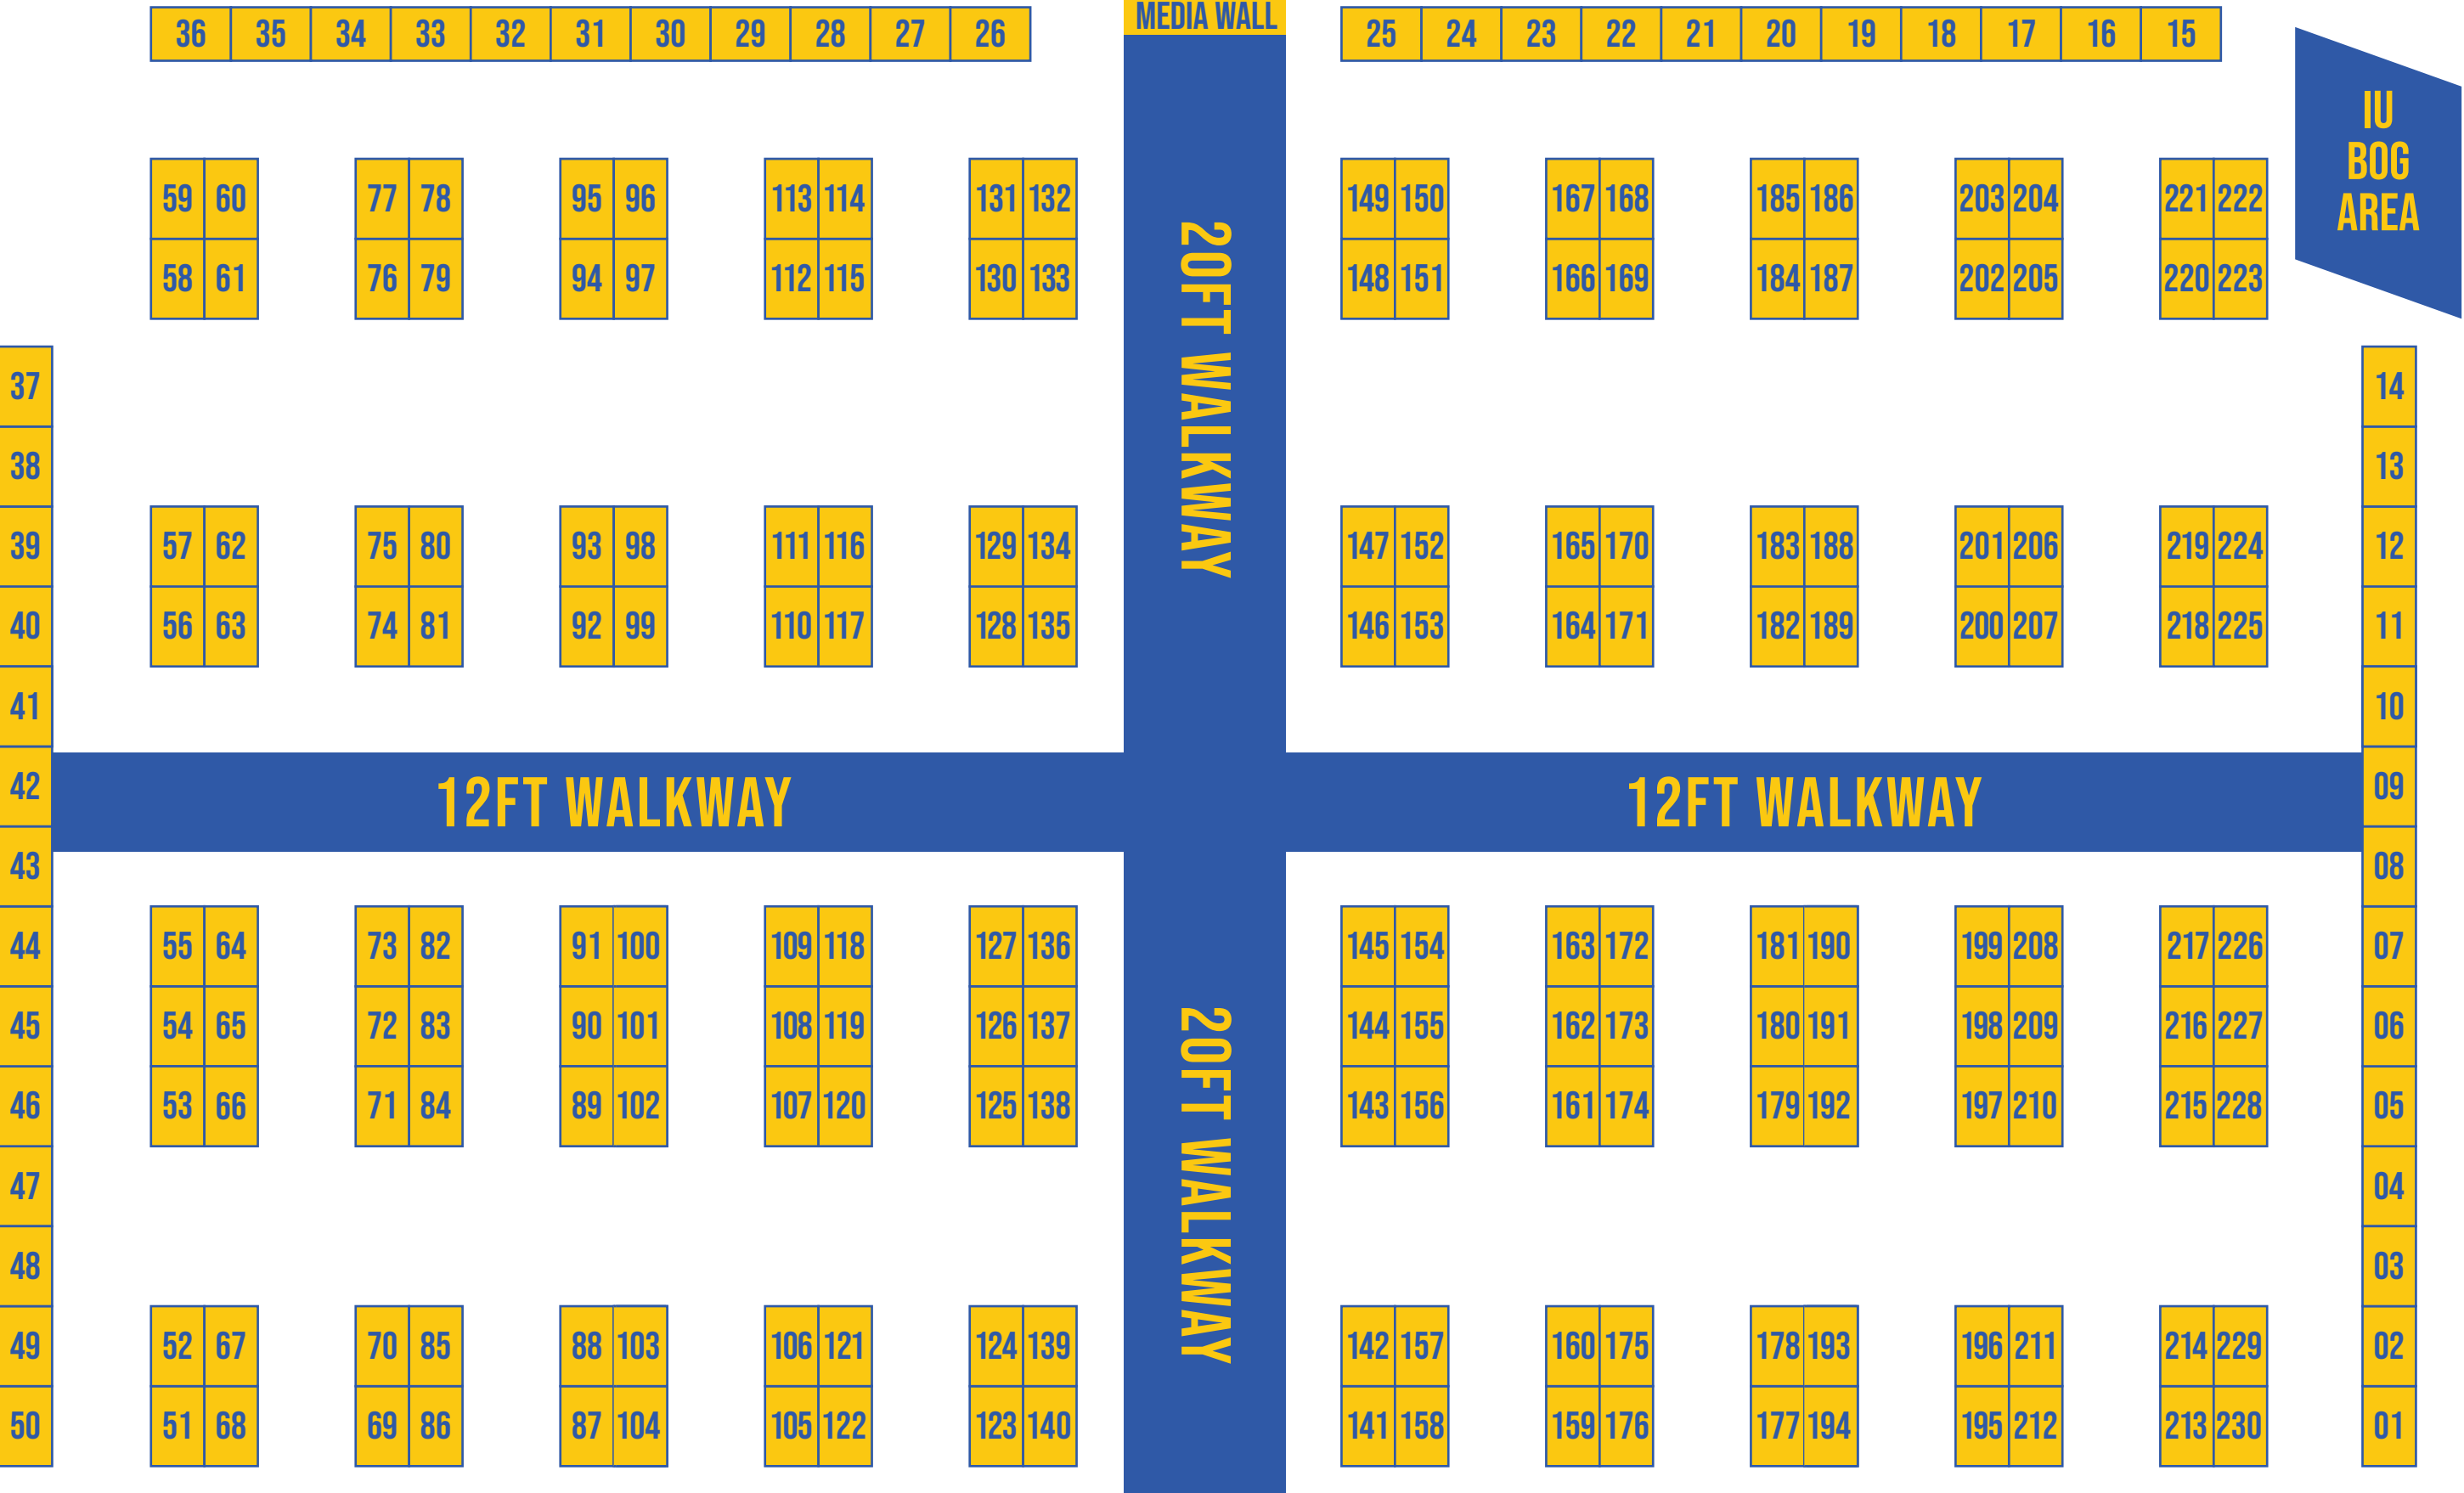 36 35 34 33 32 31 30 29 28 27 26 MEDIA WALL 25 24 23 22 21 20 19 18 17 16 15
IU
BOG
AREA
59 60 77 78 95 96 113 114 131 132 149 150 167 168 185 186 203 204 221 222
58 61 76 79 94 97 112 115 130 133 148 151 166 169 184 187 202 205 220 223
20FT WALKWAY
37 14
38 13
39 57 62 75 80 93 98 111 116 129 134 147 152 165 170 183 188 201 206 219 224 12
40 56 63 74 81 92 99 110 117 128 135 146 153 164 171 182 189 200 207 218 225 11
41 10
42 12FT WALKWAY 12FT WALKWAY 09
43 08
44 55 64 73 82 91 100 109 118 127 136 145 154 163 172 181 190 199 208 217 226 07
45 54 65 72 83 90 101 108 119 126 137 144 155 162 173 180 191 198 209 216 227 06
46 53 66 71 84 89 102 107 120 125 138 143 156 161 174 179 192 197 210 215 228 05
20FT WALKWAY
47 04
48 03
49 52 67 70 85 88 103 106 121 124 139 142 157 160 175 178 193 196 211 214 229 02
50 51 68 69 86 87 104 105 122 123 140 141 158 159 176 177 194 195 212 213 230 01